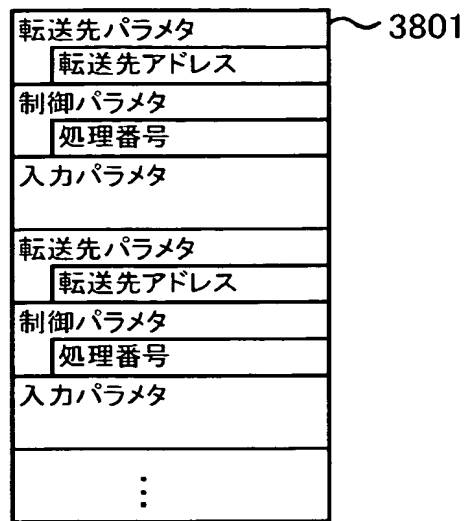 転送先パラメタ
転送先アドレス
制御パラメタ
処理番号
入力パラメタ
転送先パラメタ
転送先アドレス
制御パラメタ
処理番号
入力パラメタ
⋮
3801